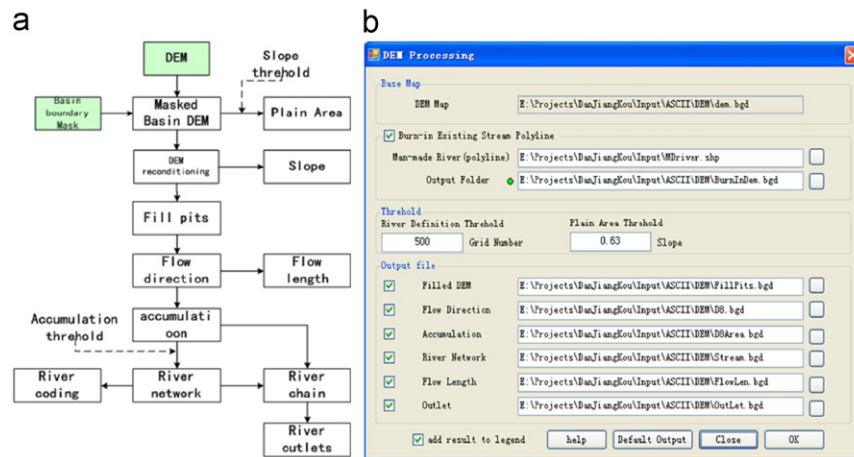 a
DEM
Slope
threhold
Basin
boundary
Mask
Masked
Basin DEM
Plain Area
DEM
reconditioning
Slope
Fill pits
Flow
direction
Flow
length
Accumulation
threhold
accumulati
oon
River
coding
River
network
River
chain
River
outlets
b
DEM Processing
Base Map
DEM Map E:\Projects\DanJiangKou\Input\ASCII\DEM\dem.bgd
Burn-in Existing Stream Polyline
Man-made River(polyline) E:\Projects\DanJiangKou\Input\MDriver.shp
Output Folder E:\Projects\DanJiangKou\Input\ASCII\DEM\BurnInDem.bgd
Threhold
River Definition Threhold Plain Area Threhold
500 Grid Number 0.63 Slope
Output file
Filled DEM E:\Projects\DanJiangKou\Input\ASCII\DEM\FillPits.bgd
Flow Direction E:\Projects\DanJiangKou\Input\ASCII\DEM\D8.bgd
Accumulation E:\Projects\DanJiangKou\Input\ASCII\DEM\D8Area.bgd
River Network E:\Projects\DanJiangKou\Input\ASCII\DEM\Stream.bgd
Flow Length E:\Projects\DanJiangKou\Input\ASCII\DEM\FlowLen.bgd
Outlet E:\Projects\DanJiangKou\Input\ASCII\DEM\OutLet.bgd
add result to legend help Default Output Close OK